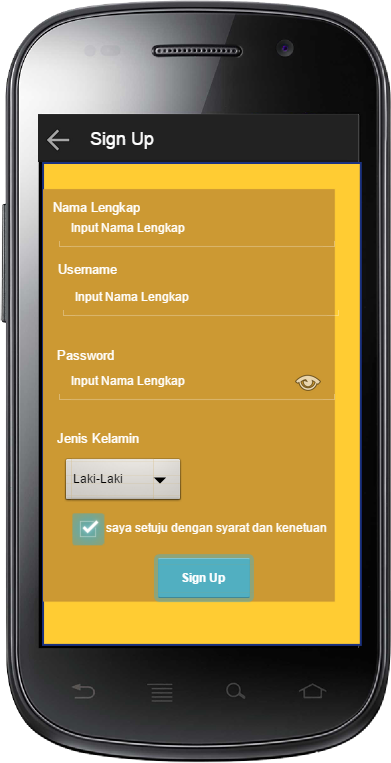 Sign Up
Nama Lengkap
Input Nama Lengkap
Username
Input Nama Lengkap
Password
Input Nama Lengkap
Jenis Kelamin
Laki-Laki
saya setuju dengan syarat dan kenetuan
Sign Up